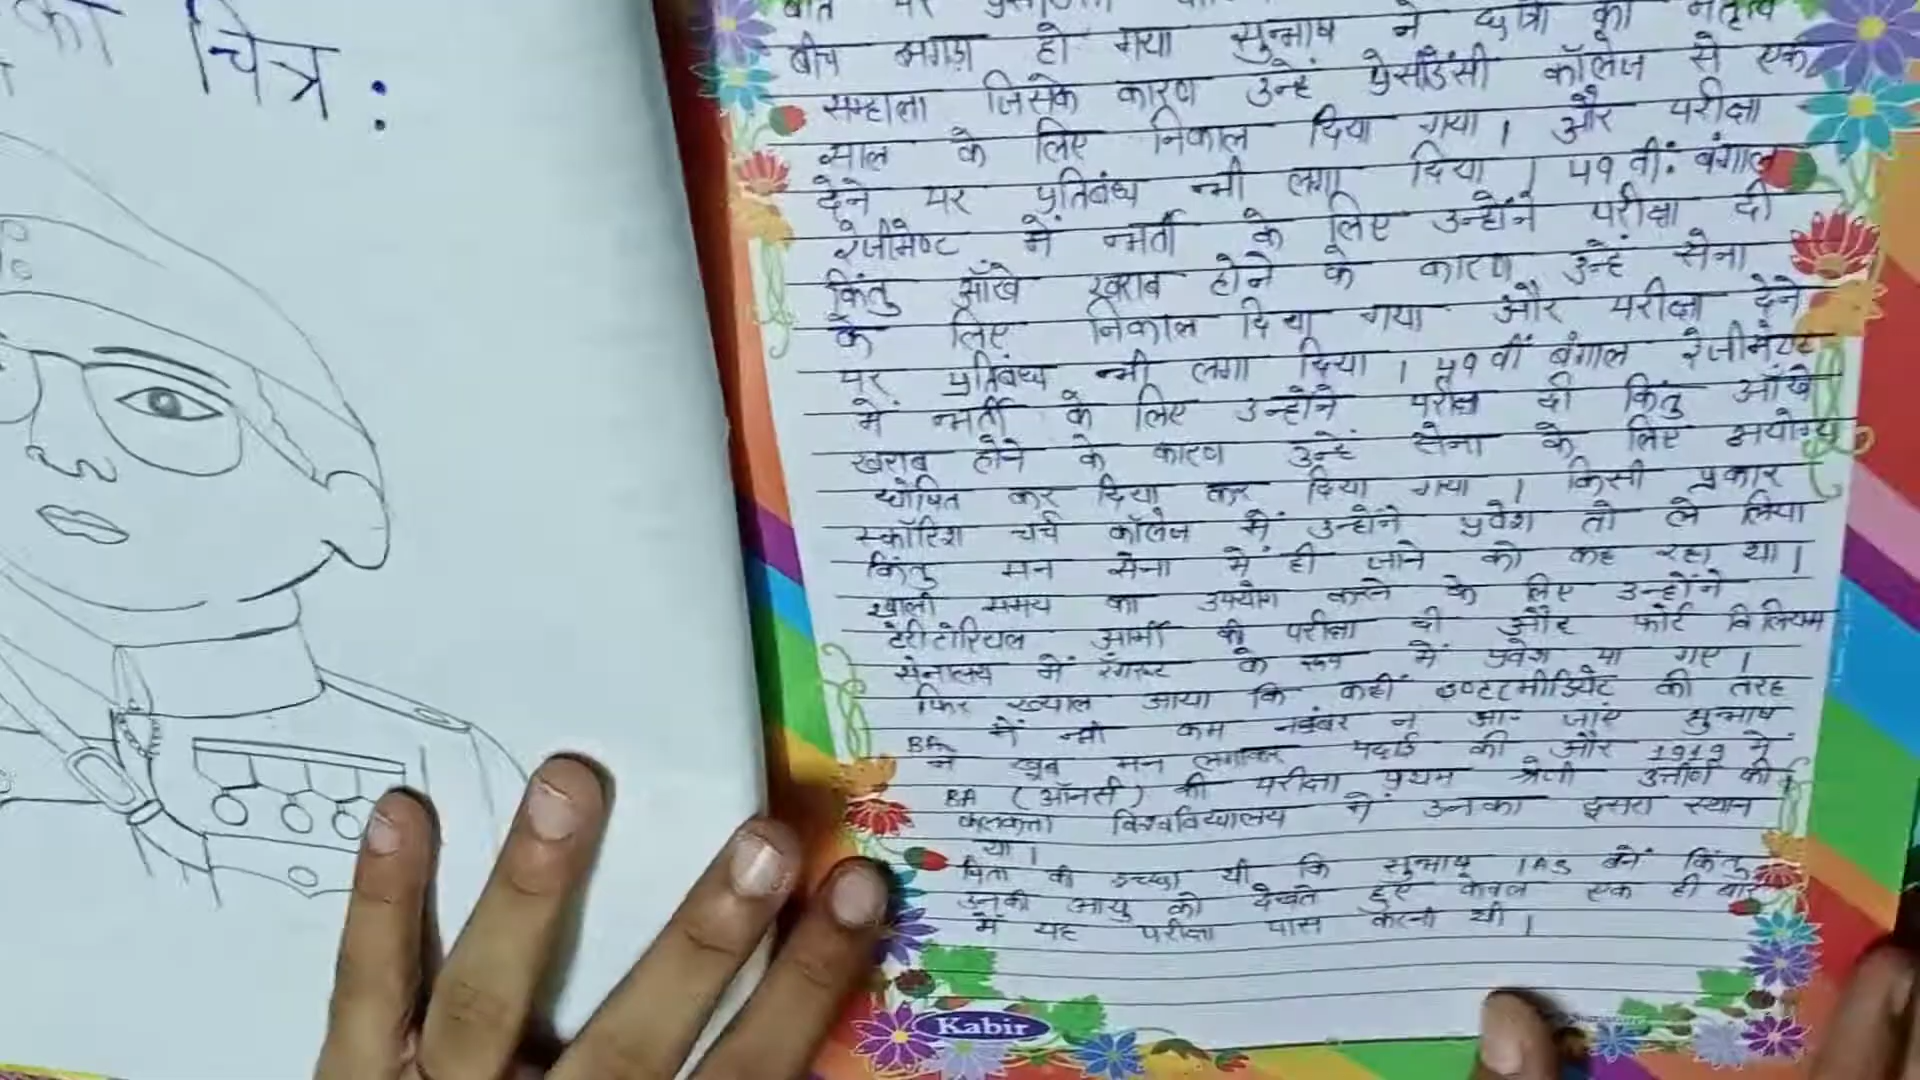 का चित्र :
बीच झगड़ा हो गया सुभाष ने छात्रों का नेतृत्व
सम्हाला जिसके कारण उन्हें प्रेसीडेंसी कॉलेज से एक
साल के लिए निकाल दिया गया । और परीक्षा
देने पर प्रतिबंध भी लगा दिया । 49 वीं. बंगाल
रेजीमेण्ट में भर्ती के लिए उन्होंने परीक्षा दी
किंतु आँखे खराब होने के कारण उन्हें सेना
के लिए निकाल दिया गया और परीक्षा देने
पर प्रतिबंध भी लगा दिया । 49 वीं बंगाल रेजीमेण्ट
में भर्ती के लिए उन्होंने परीक्षा दी किंतु आँखे
खराब होने के कारण उन्हें सेना के लिए अयोग्य
घोषित कर दिया कर दिया गया । किसी प्रकार
स्कॉटिश चर्च कॉलेज में उन्होंने प्रवेश तो ले लिया
किंतु मन सेना में ही जाने को कह रहा था ।
खाली समय का उपयोग करने के लिए उन्होंने
टेरीटोरियल आर्मी की परीक्षा दी और फोर्ट विलियम
सेनालय में रंगरूट के रूप में प्रवेश पा गए ।
फिर ख्याल आया कि कहीं इण्टरमीडियेट की तरह
BA में भी कम नम्बर न आ जाएं सुभाष
ने खूब मन लगाकर पढ़ाई की और 1919 में
BA (ऑनर्स) की परीक्षा प्रथम श्रेणी उत्तीर्ण की ।
कलकत्ता विश्वविद्यालय में उनका दूसरा स्थान
था ।
पिता की इच्छा थी कि सुभाष IAS बनें किंतु
उनकी आयु को देखते हुए केवल एक ही बार
में यह परीक्षा पास करनी थी ।
Kabir